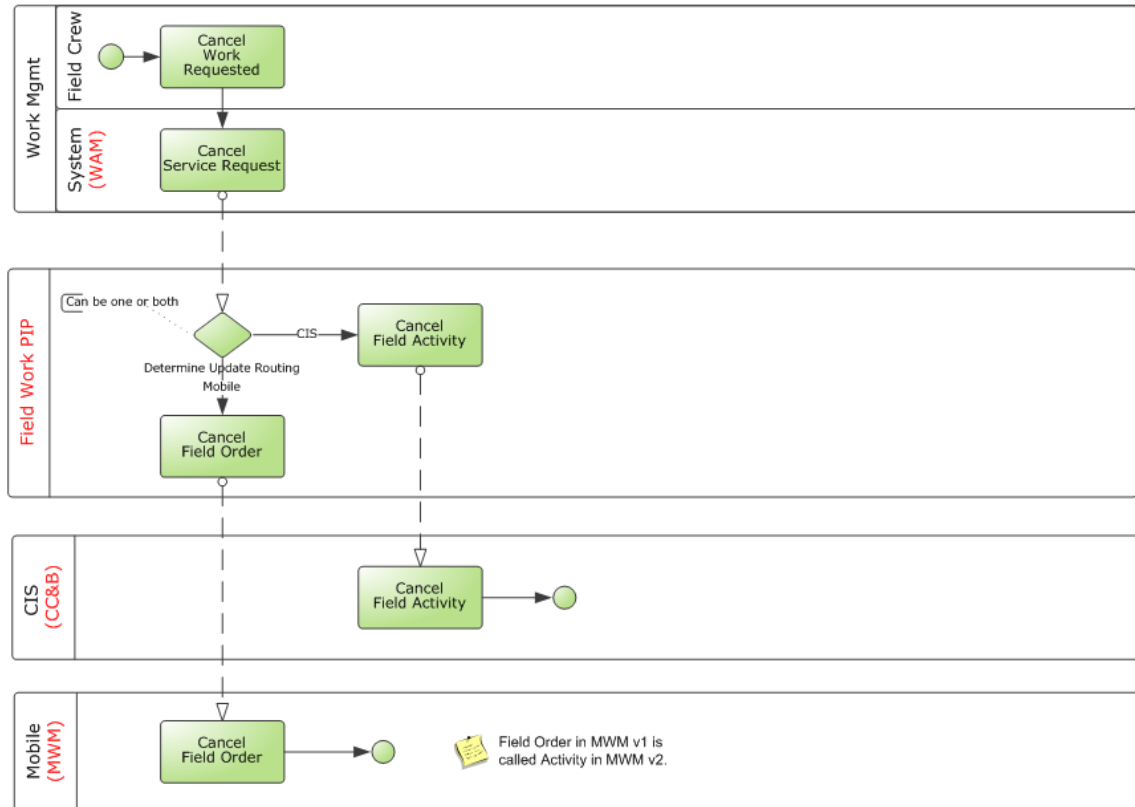 Work Mgmt
Field Crew
Cancel
Work
Requested
System
(WAM)
Cancel
Service Request
Field Work PIP
Can be one or both
CIS
Cancel
Field Activity
Determine Update Routing
Mobile
Cancel
Field Order
CIS
(CC&B)
Cancel
Field Activity
Mobile
(MWM)
Cancel
Field Order
Field Order in MWM v1 is
called Activity in MWM v2.